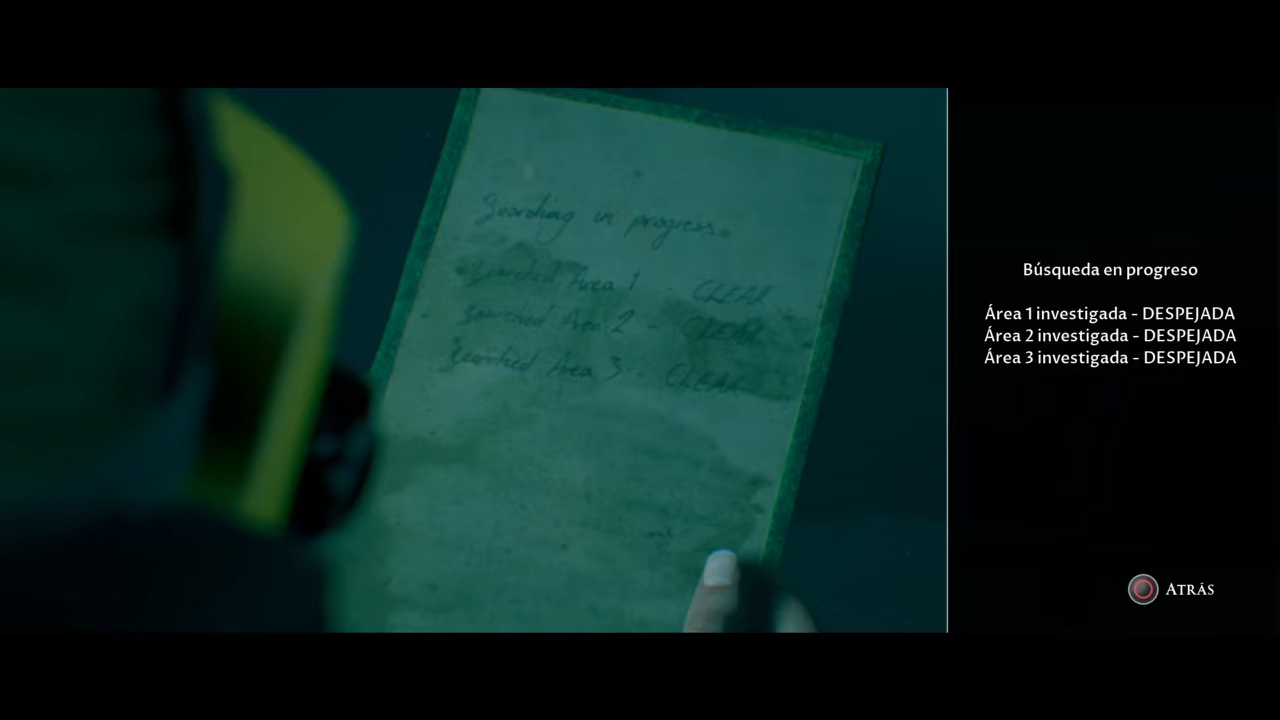 Searching in progress
Searched Area 1 - CLEAR
Searched Area 2 - CLEAR
Searched Area 3 - CLEAR
Búsqueda en progreso
Área 1 investigada - DESPEJADA
Área 2 investigada - DESPEJADA
Área 3 investigada - DESPEJADA
ATRÁS